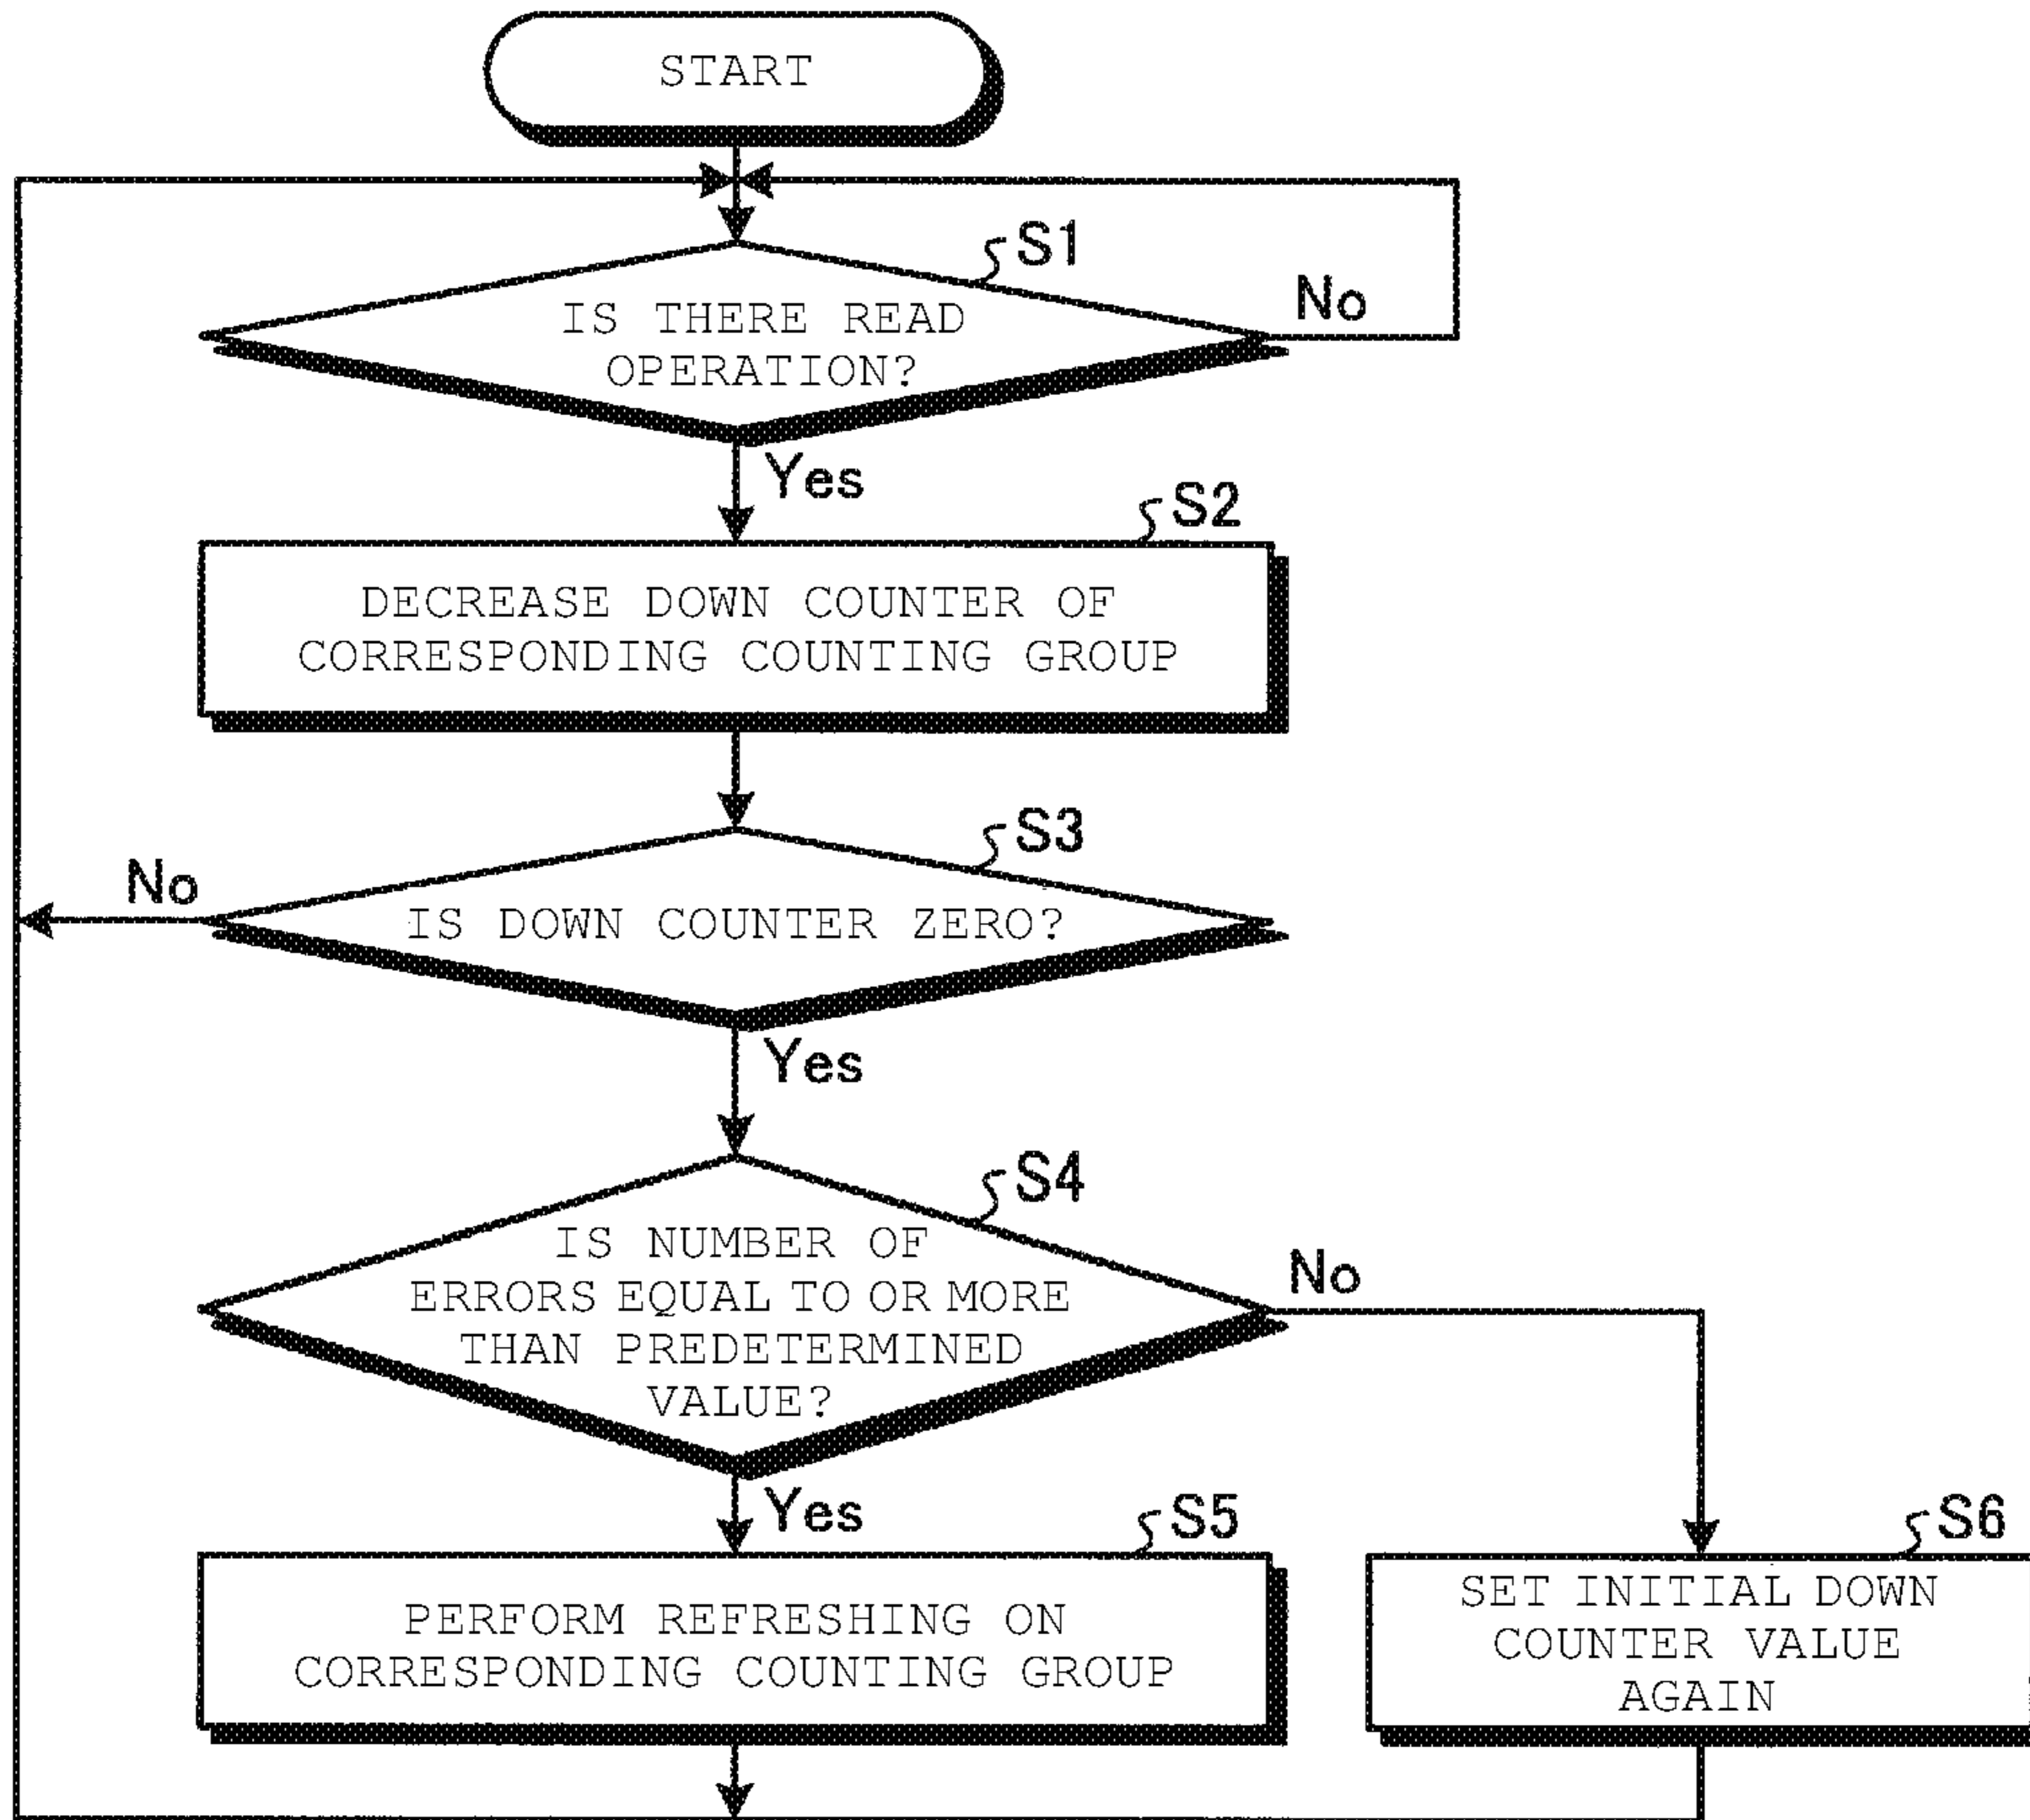 START
S1
IS THERE READ
OPERATION?
No
Yes
S2
DECREASE DOWN COUNTER OF
CORRESPONDING COUNTING GROUP
S3
No
IS DOWN COUNTER ZERO?
Yes
S4
IS NUMBER OF
ERRORS EQUAL TO OR MORE
THAN PREDETERMINED
VALUE?
No
Yes
S5
PERFORM REFRESHING ON
CORRESPONDING COUNTING GROUP
S6
SET INITIAL DOWN
COUNTER VALUE
AGAIN